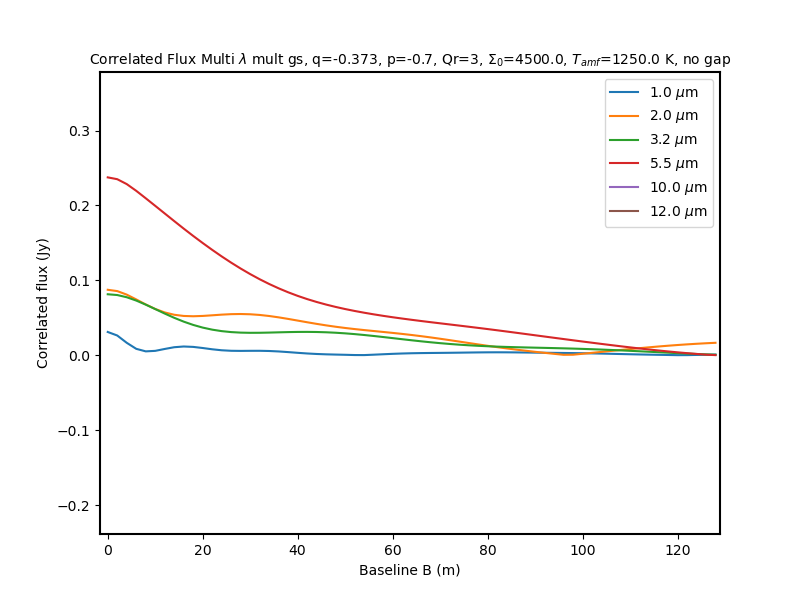 Correlated Flux Multi λ mult gs, q=-0.373, p=-0.7, Qr=3, Σ₀=4500.0, Tₐₘf=1250.0 K, no gap
1.0 μm
2.0 μm
3.2 μm
5.5 μm
10.0 μm
12.0 μm
0.3
0.2
0.1
0.0
−0.1
−0.2
Correlated flux (Jy)
0 20 40 60 80 100 120
Baseline B (m)